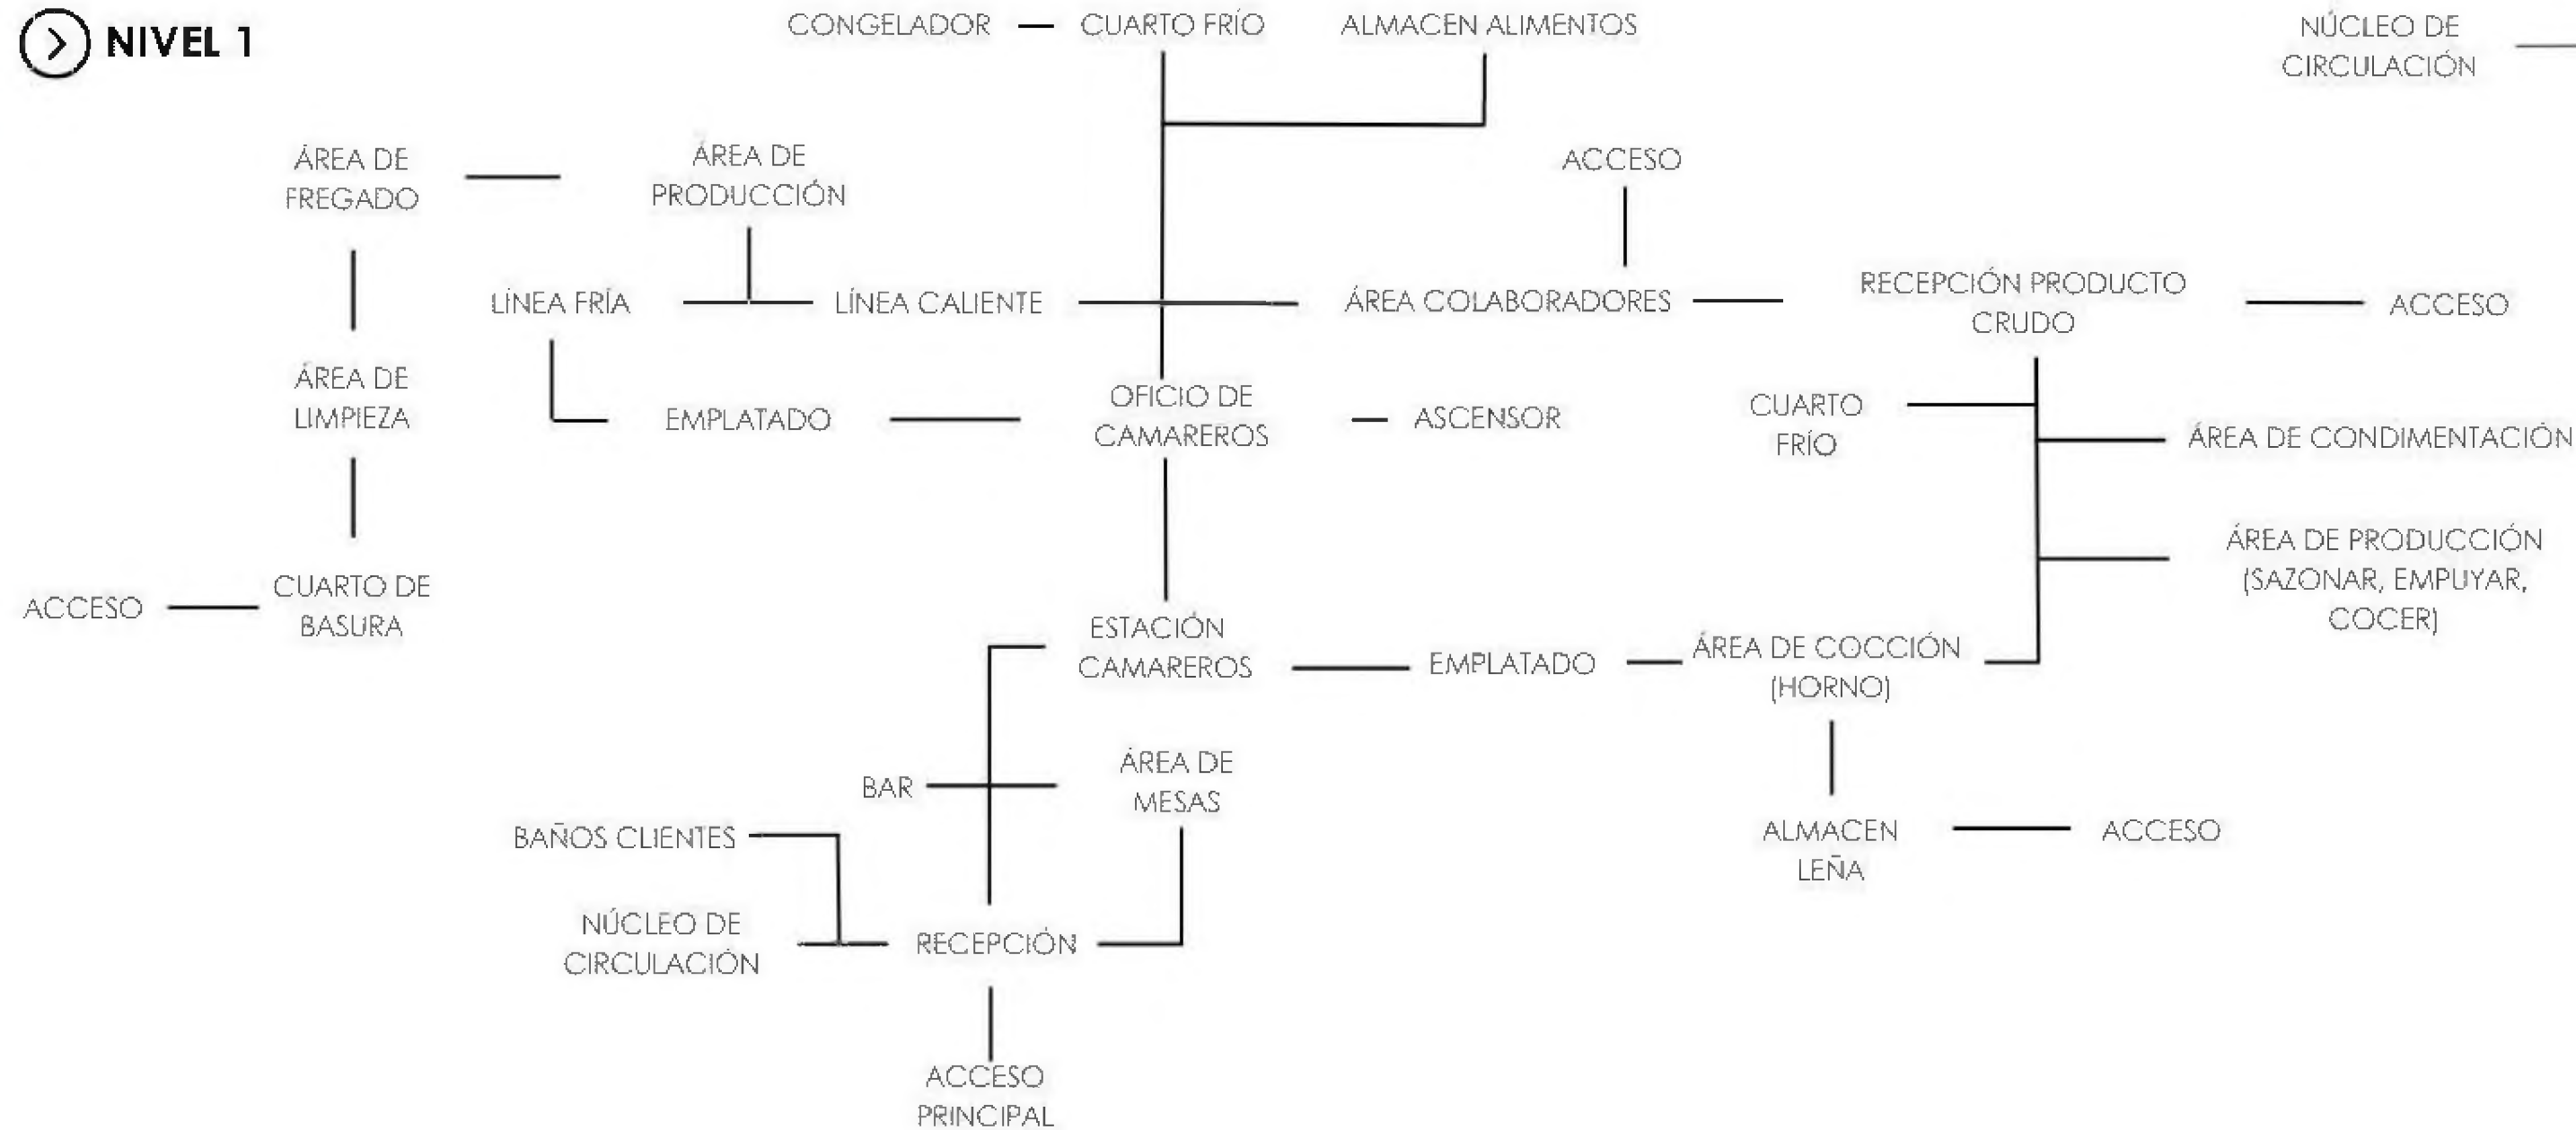 NIVEL 1
CONGELADOR
CUARTO FRÍO
ALMACEN ALIMENTOS
NÚCLEO DE
CIRCULACIÓN
ÁREA DE
FREGADO
ÁREA DE
PRODUCCIÓN
ACCESO
LÍNEA FRÍA
LÍNEA CALIENTE
ÁREA COLABORADORES
RECEPCIÓN PRODUCTO
CRUDO
ACCESO
ÁREA DE
LIMPIEZA
EMPLATADO
OFICIO DE
CAMAREROS
ASCENSOR
CUARTO
FRÍO
ÁREA DE CONDIMENTACIÓN
ACCESO
CUARTO DE
BASURA
ESTACIÓN
CAMAREROS
EMPLATADO
ÁREA DE COCCIÓN
(HORNO)
ÁREA DE PRODUCCIÓN
(SAZONAR, EMPUYAR,
COCER)
BAR
ÁREA DE
MESAS
BAÑOS CLIENTES
ALMACEN
LEÑA
ACCESO
NÚCLEO DE
CIRCULACIÓN
RECEPCIÓN
ACCESO
PRINCIPAL